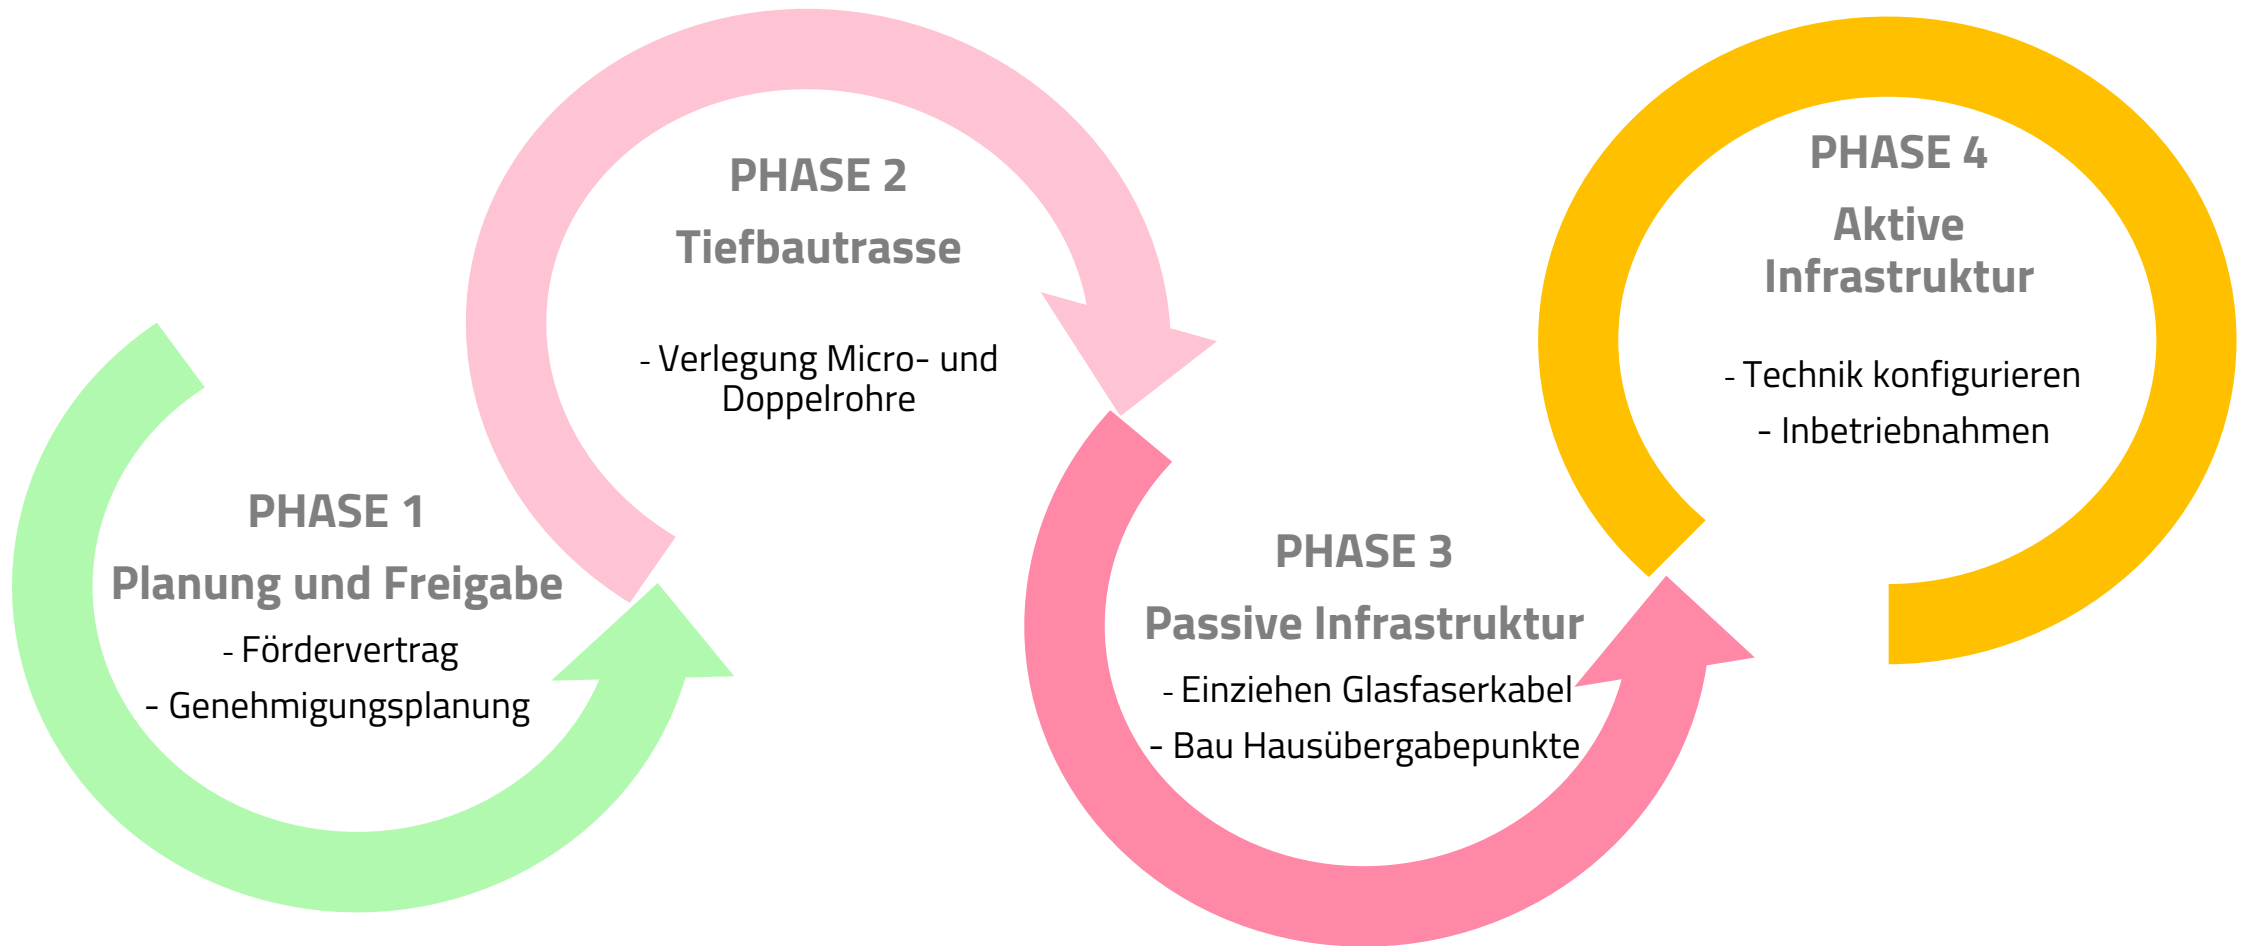 PHASE 1
Planung und Freigabe
- Fördervertrag
- Genehmigungsplanung
PHASE 2
Tiefbautrasse
- Verlegung Micro- und
Doppelrohre
PHASE 3
Passive Infrastruktur
- Einziehen Glasfaserkabel
- Bau Hausübergabepunkte
PHASE 4
Aktive
Infrastruktur
- Technik konfigurieren
- Inbetriebnahmen